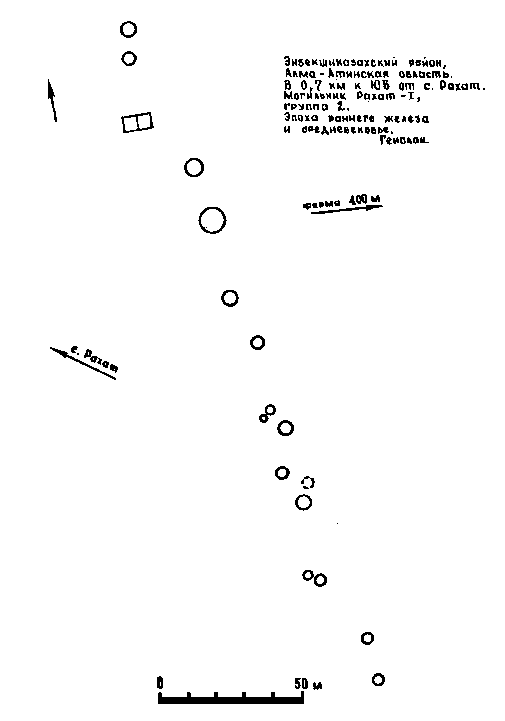 Энбекшиказахский район,
Алма-Атинская область.
В 0,7 км к ЮВ от с. Рахат.
Могильник Рахат-I,
группа 2.
Эпоха раннего железа
и средневековье.
Генплан.
ферма 400 м
с. Рахат
0 50 м